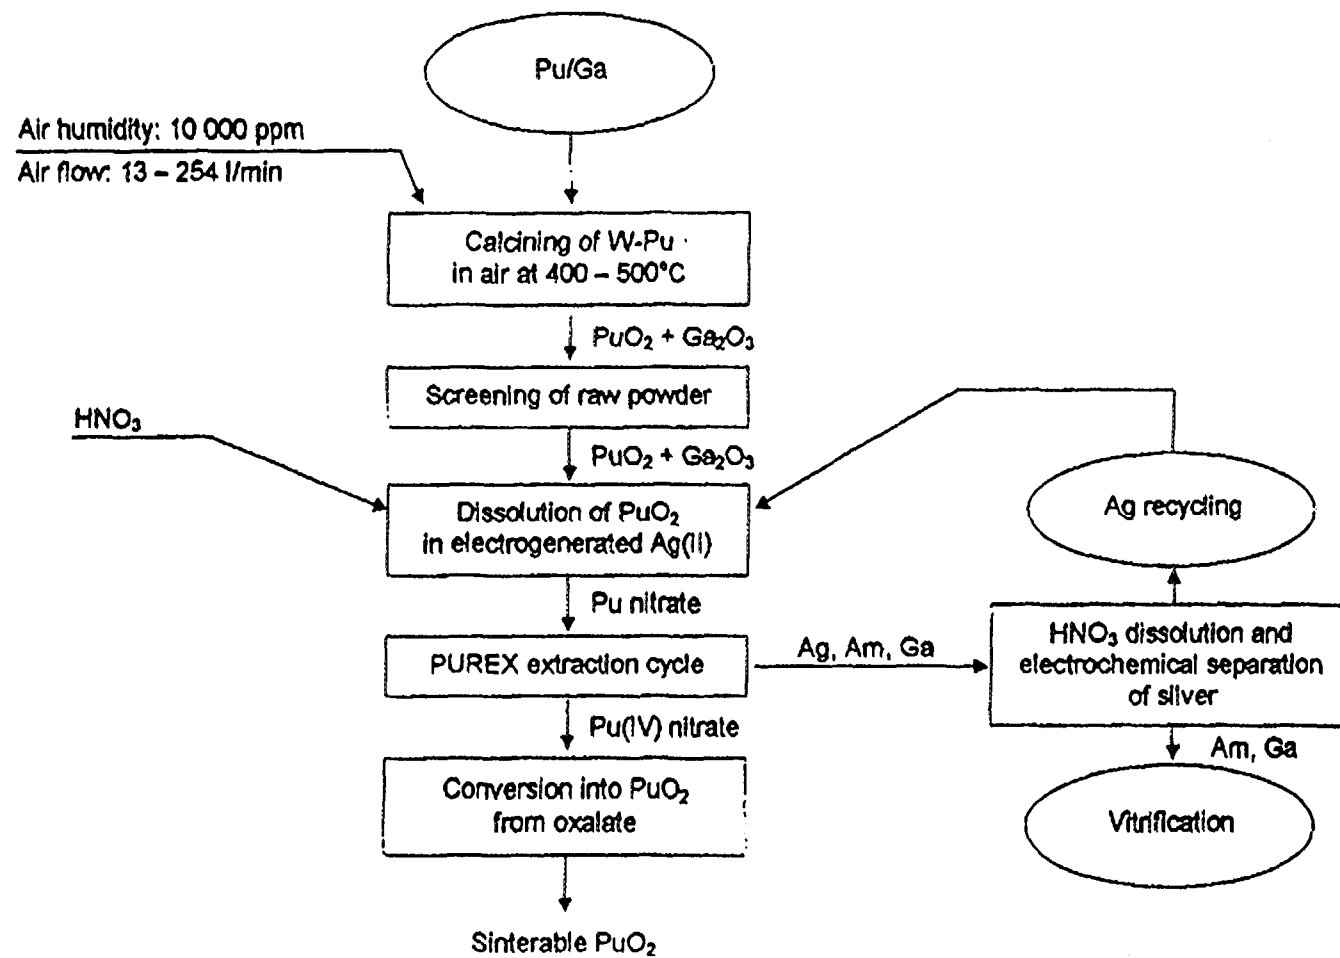 Pu/Ga
Air humidity: 10 000 ppm
Air flow: 13 – 254 l/min
Calcining of W-Pu
in air at 400 – 500°C
PuO₂ + Ga₂O₃
Screening of raw powder
HNO₃
PuO₂ + Ga₂O₃
Dissolution of PuO₂
in electrogenerated Ag(II)
Ag recycling
Pu nitrate
PUREX extraction cycle
Ag, Am, Ga
HNO₃ dissolution and
electrochemical separation
of silver
Pu(IV) nitrate
Am, Ga
Conversion into PuO₂
from oxalate
Vitrification
Sinterable PuO₂